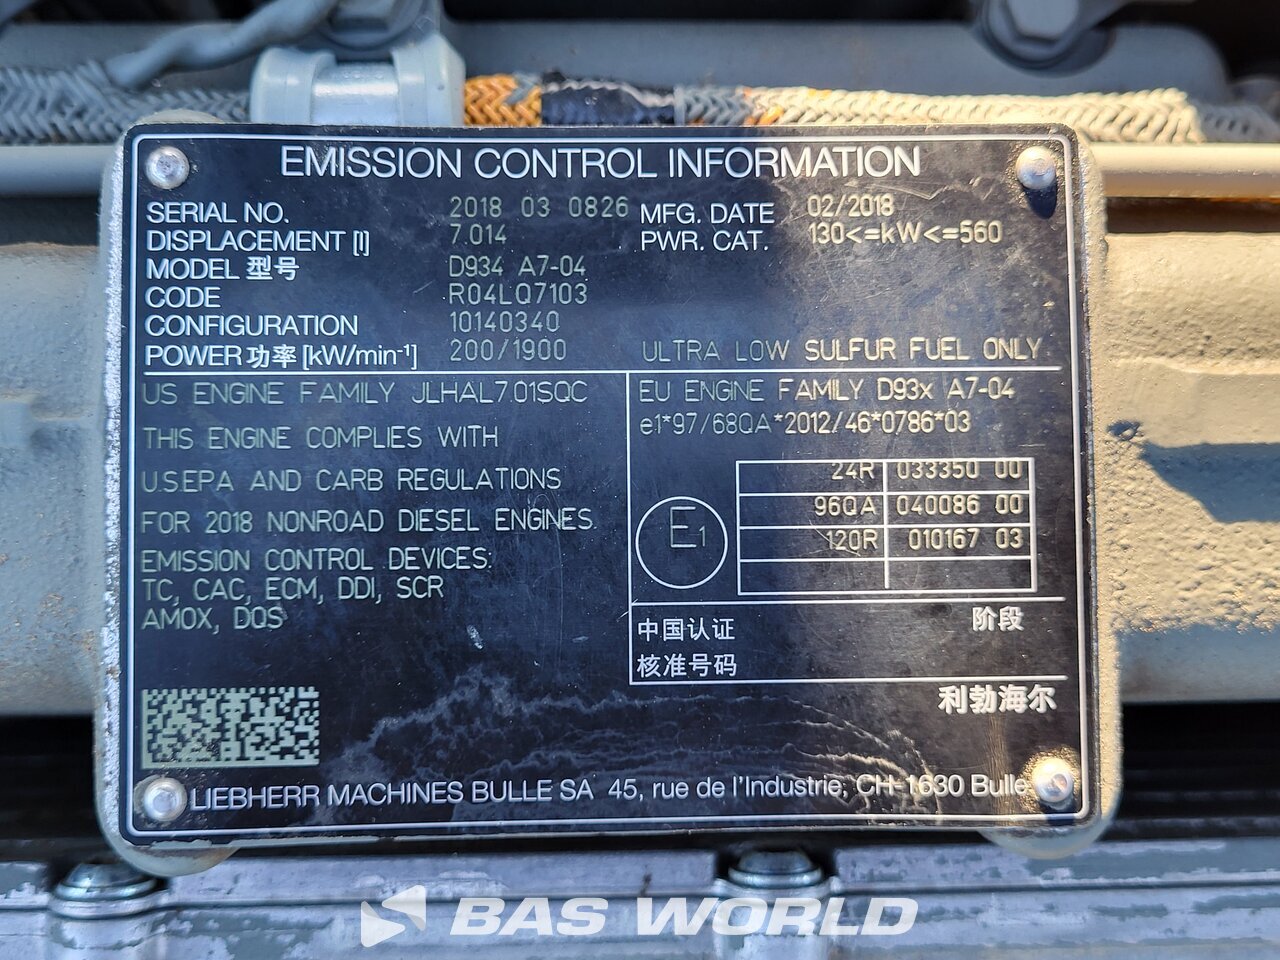 EMISSION CONTROL INFORMATION
SERIAL NO. 2018 03 0826 MFG. DATE 02/2018
DISPLACEMENT [l] 7.014 PWR. CAT. 130<=kW<=560
MODEL 型号 D934 A7-04
CODE R04LQ7103
CONFIGURATION 10140340
POWER 功率 [kW/min⁻¹] 200/1900 ULTRA LOW SULFUR FUEL ONLY
US ENGINE FAMILY JLHAL7.01SQC
THIS ENGINE COMPLIES WITH
U.S.EPA AND CARB REGULATIONS
FOR 2018 NONROAD DIESEL ENGINES.
EMISSION CONTROL DEVICES:
TC, CAC, ECM, DDI, SCR
AMOX, DOS
EU ENGINE FAMILY D93x A7-04
e1*97/68QA*2012/46*0786*03
E1
24R 033350 00
96QA 040086 00
120R 010167 03
中国认证 阶段
核准号码
利勃海尔
LIEBHERR MACHINES BULLE SA 45, rue de l'Industrie, CH-1630 Bulle
BAS WORLD